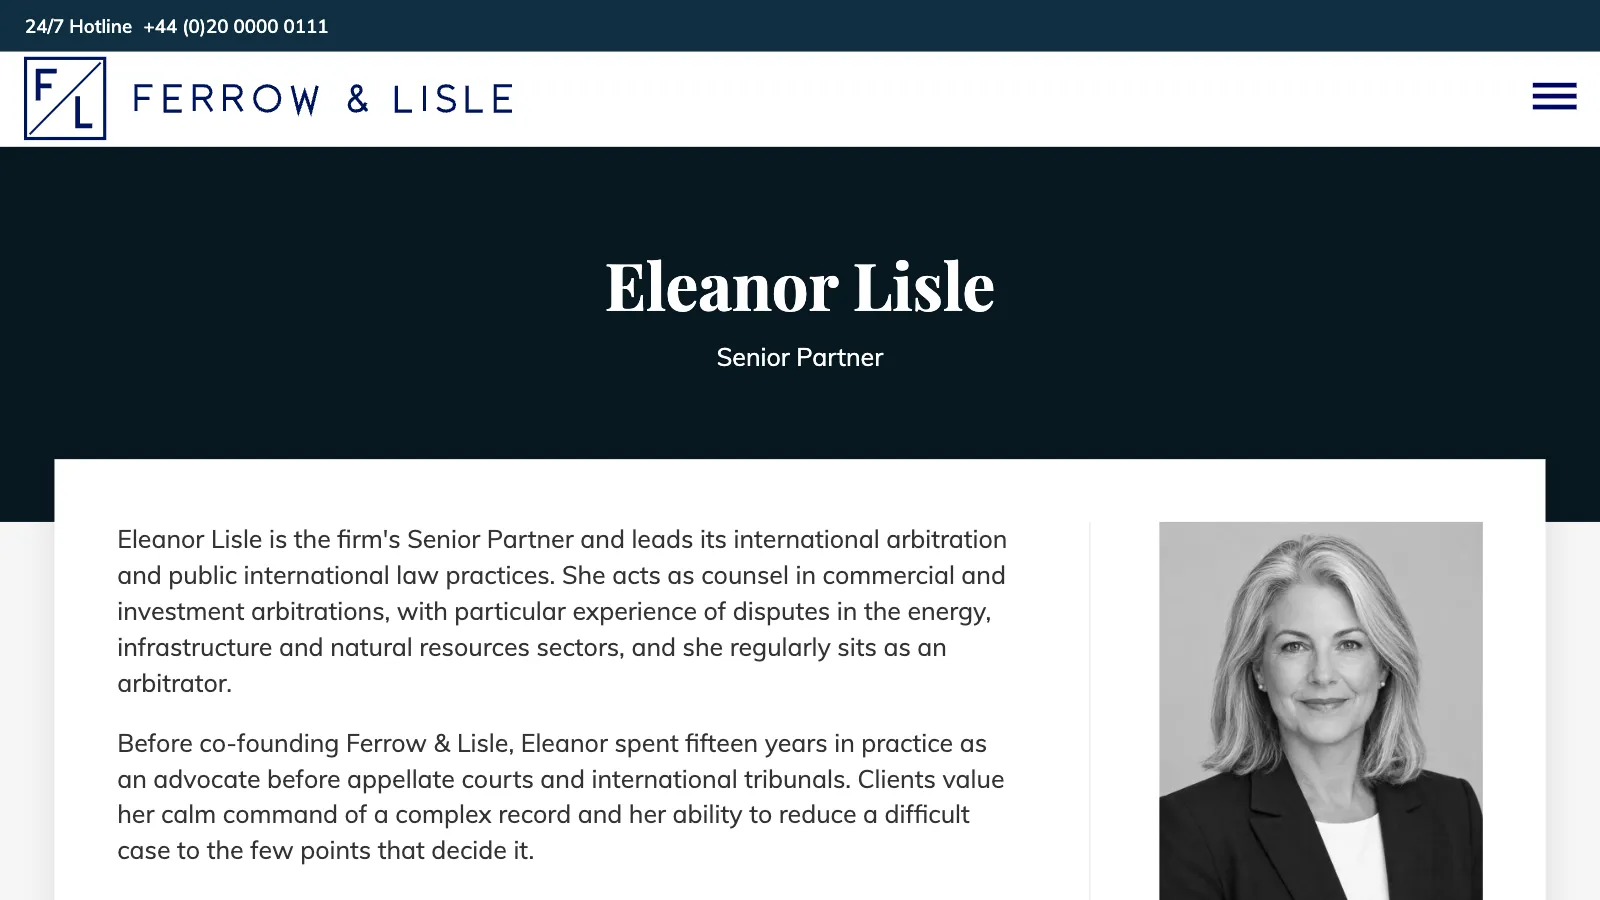 24/7 Hotline +44 (0)20 0000 0111
F
L
FERROW & LISLE
Eleanor Lisle
Senior Partner
Eleanor Lisle is the firm's Senior Partner and leads its international arbitration
and public international law practices. She acts as counsel in commercial and
investment arbitrations, with particular experience of disputes in the energy,
infrastructure and natural resources sectors, and she regularly sits as an
arbitrator.
Before co-founding Ferrow & Lisle, Eleanor spent fifteen years in practice as
an advocate before appellate courts and international tribunals. Clients value
her calm command of a complex record and her ability to reduce a difficult
case to the few points that decide it.